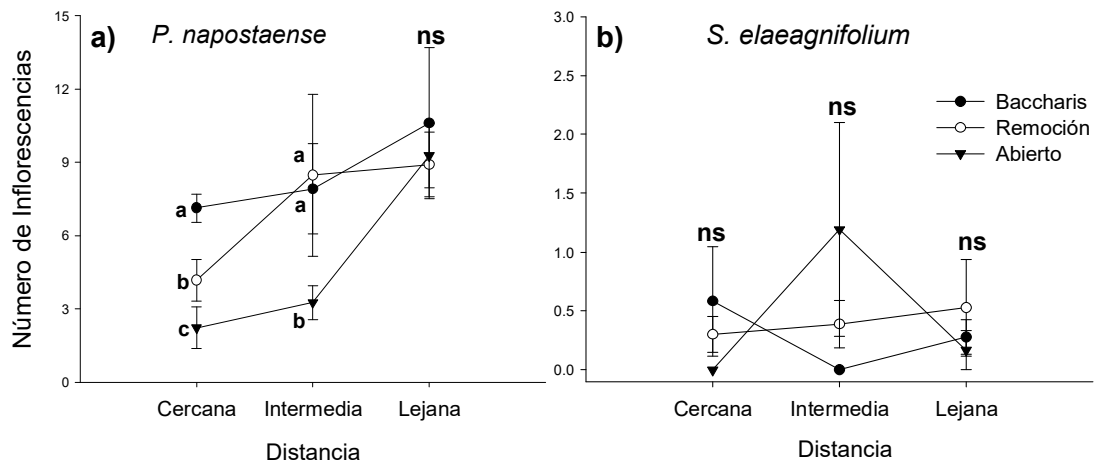 a) P. napostaense
ns
15
12
9
6
3
0
Número de Inflorescencias
a
b
c
a
a
b
Cercana Intermedia Lejana
Distancia
b) S. elaeagnifolium
3.0
2.5
2.0
1.5
1.0
0.5
0.0
ns
ns
ns
Baccharis
Remoción
Abierto
Cercana Intermedia Lejana
Distancia